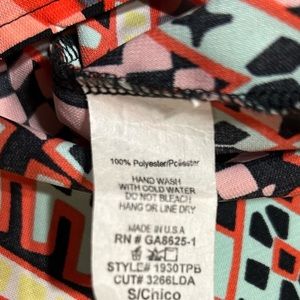 100% Polyester/Poliester
HAND WASH
WITH COLD WATER
DO NOT BLEACH
HANG OR LINE DRY
MADE IN U.S.A
RN # GA8625-1
STYLE# 1930TPB
CUT# 3266LDA
S/Chico